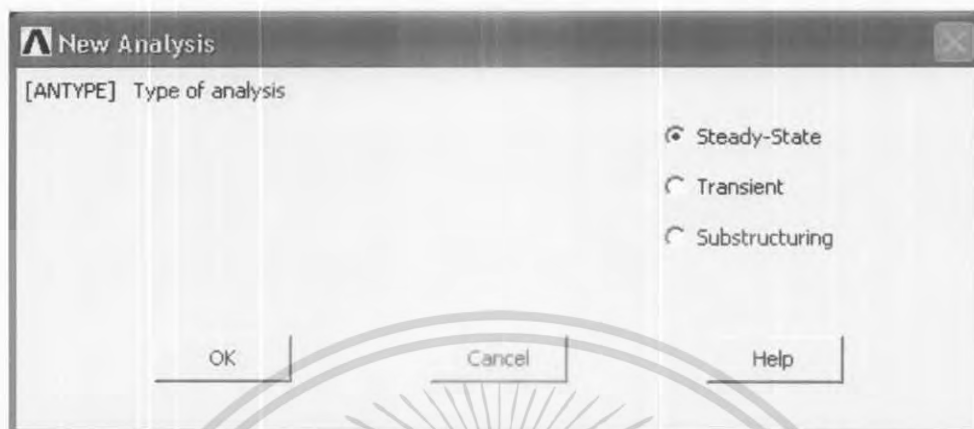 New Analysis
[ANTYPE] Type of analysis
Steady-State
Transient
Substructuring
OK
Cancel
Help